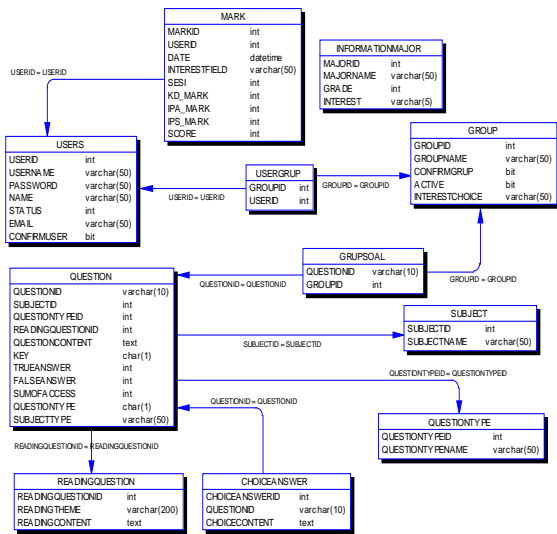 MARK
MARKID int
USERID int
DATE datetime
INTERESTFIELD varchar(50)
SESI int
KD_MARK int
IPA_MARK int
IPS_MARK int
SCORE int
INFORMATIONMAJOR
MAJORID int
MAJORNAME varchar(50)
GRADE int
INTEREST varchar(5)
USERID = USERID
USERS
USERID int
USERNAME varchar(50)
PASSWORD varchar(50)
NAME varchar(50)
STATUS int
EMAIL varchar(50)
CONFIRMUSER bit
USERID = USERID
USERGRUP
GROUPID int
USERID int
GROUPID = GROUPID
GROUP
GROUPID int
GROUPNAME varchar(50)
CONFIRMGRUP bit
ACTIVE bit
INTERESTCHOICE varchar(50)
QUESTIONID = QUESTIONID
GRUPSOAL
QUESTIONID varchar(10)
GROUPID int
GROUPID = GROUPID
QUESTION
QUESTIONID varchar(10)
SUBJECTID int
QUESTIONTYPEID int
READINGQUESTIONID int
QUESTIONCONTENT text
KEY char(1)
TRUEANSWER int
FALSEANSWER int
SUMOFACCESS int
QUESTIONTYPE char(1)
SUBJECTTYPE varchar(50)
SUBJECTID = SUBJECTID
SUBJECT
SUBJECTID int
SUBJECTNAME varchar(50)
QUESTIONTYPEID = QUESTIONTYPEID
QUESTIONTYPE
QUESTIONTYPEID int
QUESTIONTYPENAME varchar(50)
QUESTIONID = QUESTIONID
READINGQUESTIONID = READINGQUESTIONID
READINGQUESTION
READINGQUESTIONID int
READINGTHEME varchar(200)
READINGCONTENT text
CHOICEANSWER
CHOICEANSWERID int
QUESTIONID varchar(10)
CHOICECONTENT text